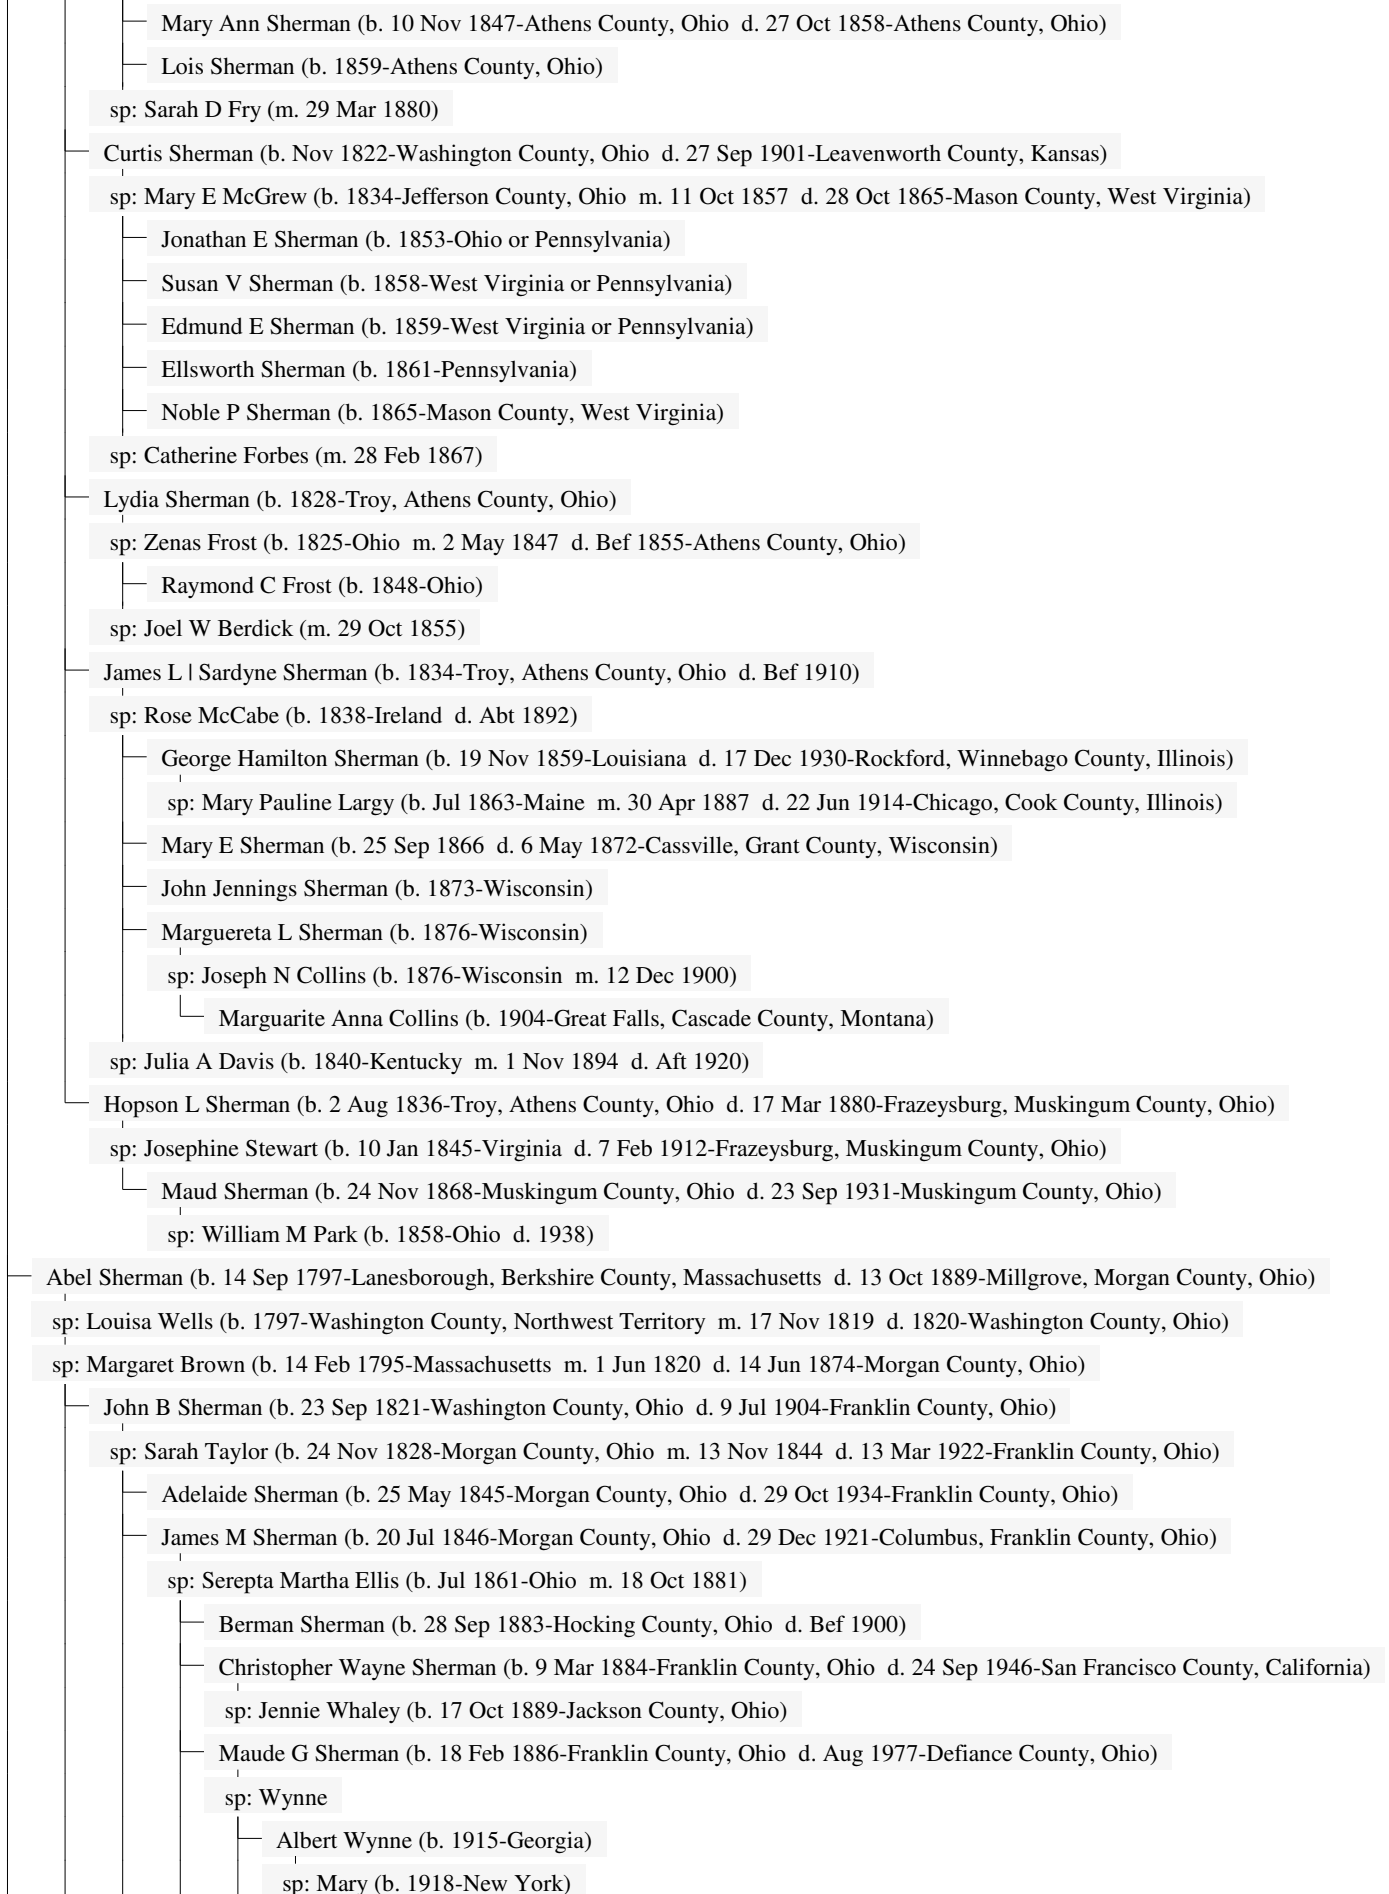 Mary Ann Sherman (b. 10 Nov 1847-Athens County, Ohio d. 27 Oct 1858-Athens County, Ohio)
Lois Sherman (b. 1859-Athens County, Ohio)
sp: Sarah D Fry (m. 29 Mar 1880)
Curtis Sherman (b. Nov 1822-Washington County, Ohio d. 27 Sep 1901-Leavenworth County, Kansas)
sp: Mary E McGrew (b. 1834-Jefferson County, Ohio m. 11 Oct 1857 d. 28 Oct 1865-Mason County, West Virginia)
Jonathan E Sherman (b. 1853-Ohio or Pennsylvania)
Susan V Sherman (b. 1858-West Virginia or Pennsylvania)
Edmund E Sherman (b. 1859-West Virginia or Pennsylvania)
Ellsworth Sherman (b. 1861-Pennsylvania)
Noble P Sherman (b. 1865-Mason County, West Virginia)
sp: Catherine Forbes (m. 28 Feb 1867)
Lydia Sherman (b. 1828-Troy, Athens County, Ohio)
sp: Zenas Frost (b. 1825-Ohio m. 2 May 1847 d. Bef 1855-Athens County, Ohio)
Raymond C Frost (b. 1848-Ohio)
sp: Joel W Berdick (m. 29 Oct 1855)
James L | Sardyne Sherman (b. 1834-Troy, Athens County, Ohio d. Bef 1910)
sp: Rose McCabe (b. 1838-Ireland d. Abt 1892)
George Hamilton Sherman (b. 19 Nov 1859-Louisiana d. 17 Dec 1930-Rockford, Winnebago County, Illinois)
sp: Mary Pauline Largy (b. Jul 1863-Maine m. 30 Apr 1887 d. 22 Jun 1914-Chicago, Cook County, Illinois)
Mary E Sherman (b. 25 Sep 1866 d. 6 May 1872-Cassville, Grant County, Wisconsin)
John Jennings Sherman (b. 1873-Wisconsin)
Marguereta L Sherman (b. 1876-Wisconsin)
sp: Joseph N Collins (b. 1876-Wisconsin m. 12 Dec 1900)
Marguarite Anna Collins (b. 1904-Great Falls, Cascade County, Montana)
sp: Julia A Davis (b. 1840-Kentucky m. 1 Nov 1894 d. Aft 1920)
Hopson L Sherman (b. 2 Aug 1836-Troy, Athens County, Ohio d. 17 Mar 1880-Frazeysburg, Muskingum County, Ohio)
sp: Josephine Stewart (b. 10 Jan 1845-Virginia d. 7 Feb 1912-Frazeysburg, Muskingum County, Ohio)
Maud Sherman (b. 24 Nov 1868-Muskingum County, Ohio d. 23 Sep 1931-Muskingum County, Ohio)
sp: William M Park (b. 1858-Ohio d. 1938)
Abel Sherman (b. 14 Sep 1797-Lanesborough, Berkshire County, Massachusetts d. 13 Oct 1889-Millgrove, Morgan County, Ohio)
sp: Louisa Wells (b. 1797-Washington County, Northwest Territory m. 17 Nov 1819 d. 1820-Washington County, Ohio)
sp: Margaret Brown (b. 14 Feb 1795-Massachusetts m. 1 Jun 1820 d. 14 Jun 1874-Morgan County, Ohio)
John B Sherman (b. 23 Sep 1821-Washington County, Ohio d. 9 Jul 1904-Franklin County, Ohio)
sp: Sarah Taylor (b. 24 Nov 1828-Morgan County, Ohio m. 13 Nov 1844 d. 13 Mar 1922-Franklin County, Ohio)
Adelaide Sherman (b. 25 May 1845-Morgan County, Ohio d. 29 Oct 1934-Franklin County, Ohio)
James M Sherman (b. 20 Jul 1846-Morgan County, Ohio d. 29 Dec 1921-Columbus, Franklin County, Ohio)
sp: Serepta Martha Ellis (b. Jul 1861-Ohio m. 18 Oct 1881)
Berman Sherman (b. 28 Sep 1883-Hocking County, Ohio d. Bef 1900)
Christopher Wayne Sherman (b. 9 Mar 1884-Franklin County, Ohio d. 24 Sep 1946-San Francisco County, California)
sp: Jennie Whaley (b. 17 Oct 1889-Jackson County, Ohio)
Maude G Sherman (b. 18 Feb 1886-Franklin County, Ohio d. Aug 1977-Defiance County, Ohio)
sp: Wynne
Albert Wynne (b. 1915-Georgia)
sp: Mary (b. 1918-New York)